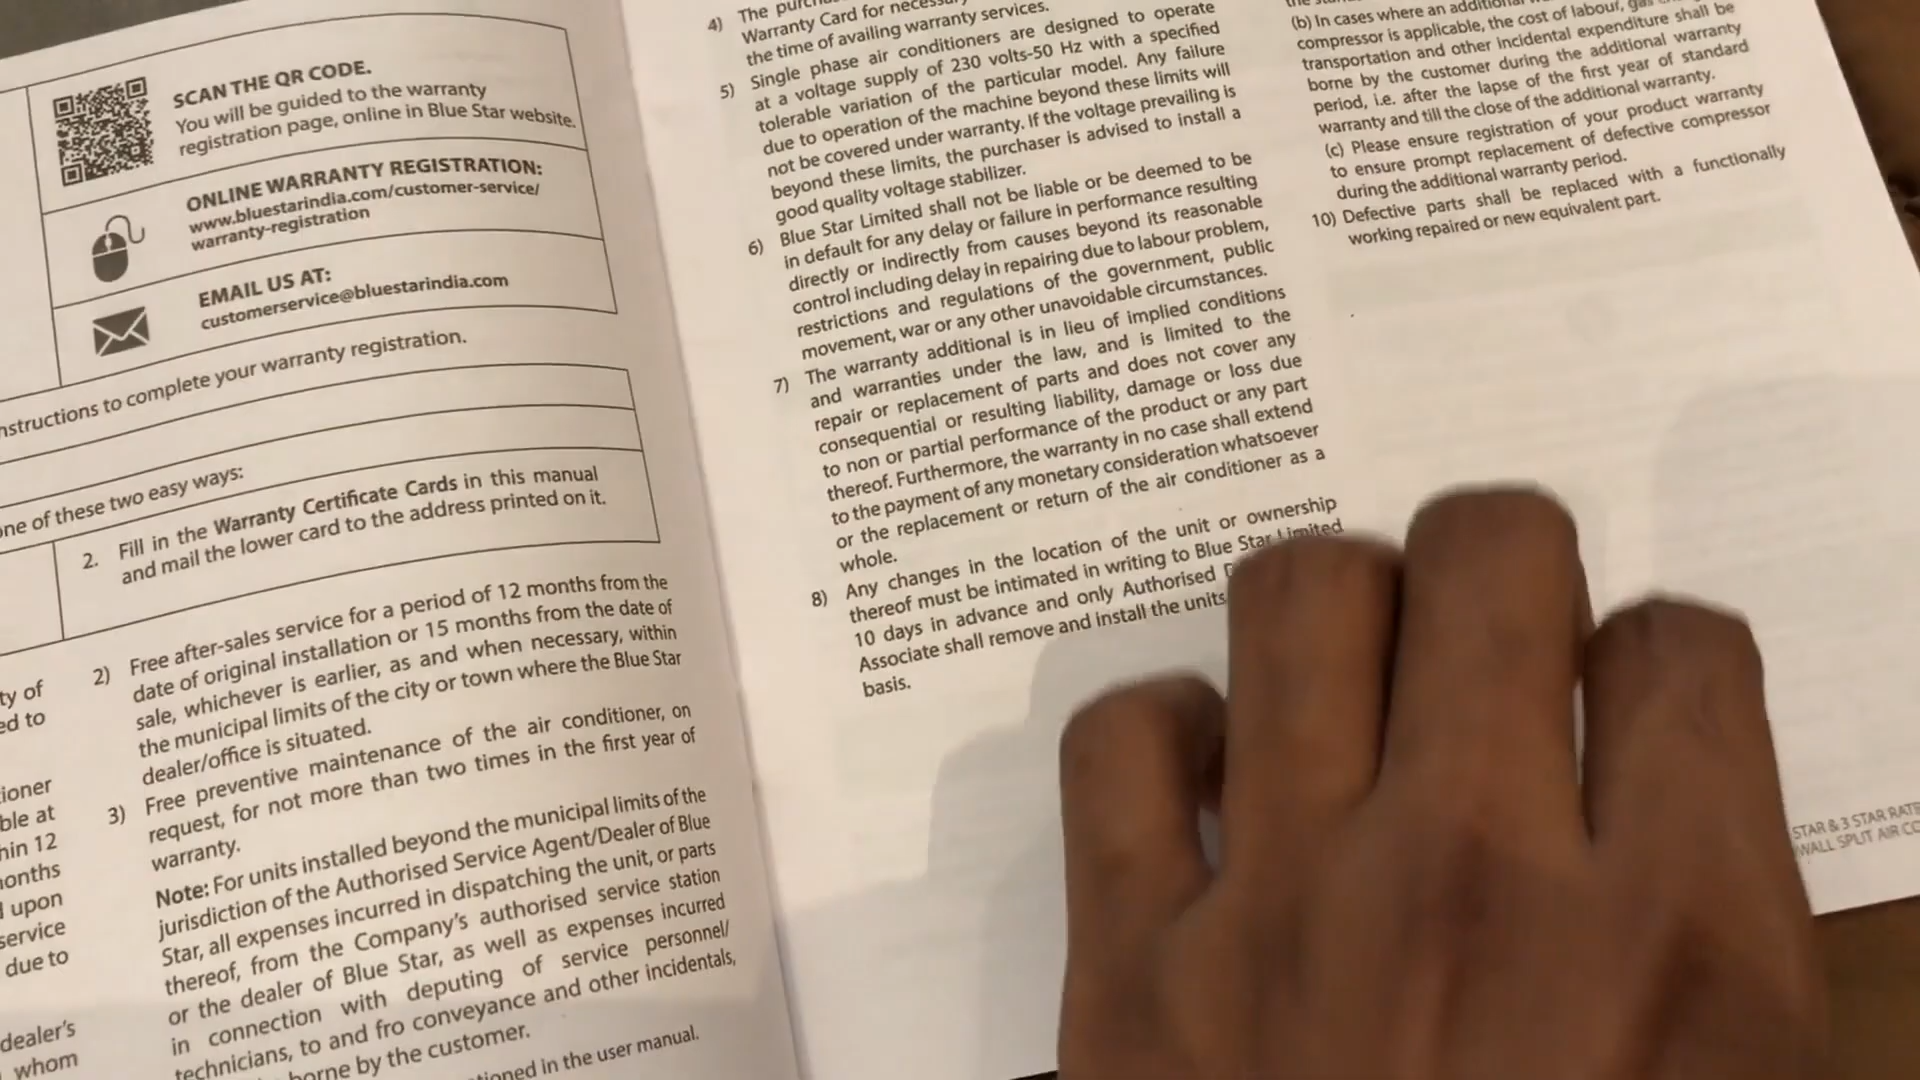 SCAN THE QR CODE.
You will be guided to the warranty
registration page, online in Blue Star website.
ONLINE WARRANTY REGISTRATION:
www.bluestarindia.com/customer-service/
warranty-registration
EMAIL US AT:
customerservice@bluestarindia.com
nstructions to complete your warranty registration.
one of these two easy ways:
2. Fill in the Warranty Certificate Cards in this manual
and mail the lower card to the address printed on it.
ty of
ed to
ioner
ble at
hin 12
onths
upon
service
due to
dealer's
whom
2) Free after-sales service for a period of 12 months from the
date of original installation or 15 months from the date of
sale, whichever is earlier, as and when necessary, within
the municipal limits of the city or town where the Blue Star
dealer/office is situated.
3) Free preventive maintenance of the air conditioner, on
request, for not more than two times in the first year of
warranty.
Note: For units installed beyond the municipal limits of the
jurisdiction of the Authorised Service Agent/Dealer of Blue
Star, all expenses incurred in dispatching the unit, or parts
thereof, from the Company's authorised service station
or the dealer of Blue Star, as well as expenses incurred
in connection with deputing of service personnel/
technicians, to and fro conveyance and other incidentals,
borne by the customer.
tioned in the user manual.
4) The
Warranty Card for
the time of availing warranty services.
5) Single phase air conditioners are designed to operate
at a voltage supply of 230 volts-50 Hz with a specified
tolerable variation of the particular model. Any failure
due to operation of the machine beyond these limits will
not be covered under warranty. If the voltage prevailing is
beyond these limits, the purchaser is advised to install a
good quality voltage stabilizer.
6) Blue Star Limited shall not be liable or be deemed to be
in default for any delay or failure in performance resulting
directly or indirectly from causes beyond its reasonable
control including delay in repairing due to labour problem,
restrictions and regulations of the government, public
movement, war or any other unavoidable circumstances.
7) The warranty additional is in lieu of implied conditions
and warranties under the law, and is limited to the
repair or replacement of parts and does not cover any
consequential or resulting liability, damage or loss due
to non or partial performance of the product or any part
thereof. Furthermore, the warranty in no case shall extend
to the payment of any monetary consideration whatsoever
or the replacement or return of the air conditioner as a
whole.
8) Any changes in the location of the unit or ownership
thereof must be intimated in writing to Blue Star Limited
10 days in advance and only Authorised
Associate shall remove and install the units
basis.
(b) In cases where an additional
compressor is applicable, the cost of labour, gas
transportation and other incidental expenditure shall be
borne by the customer during the additional warranty
period, i.e. after the lapse of the first year of standard
warranty and till the close of the additional warranty.
(c) Please ensure registration of your product warranty
to ensure prompt replacement of defective compressor
during the additional warranty period.
10) Defective parts shall be replaced with a functionally
working repaired or new equivalent part.
STAR & 3 STAR RATE
WALL SPLIT AIR CO